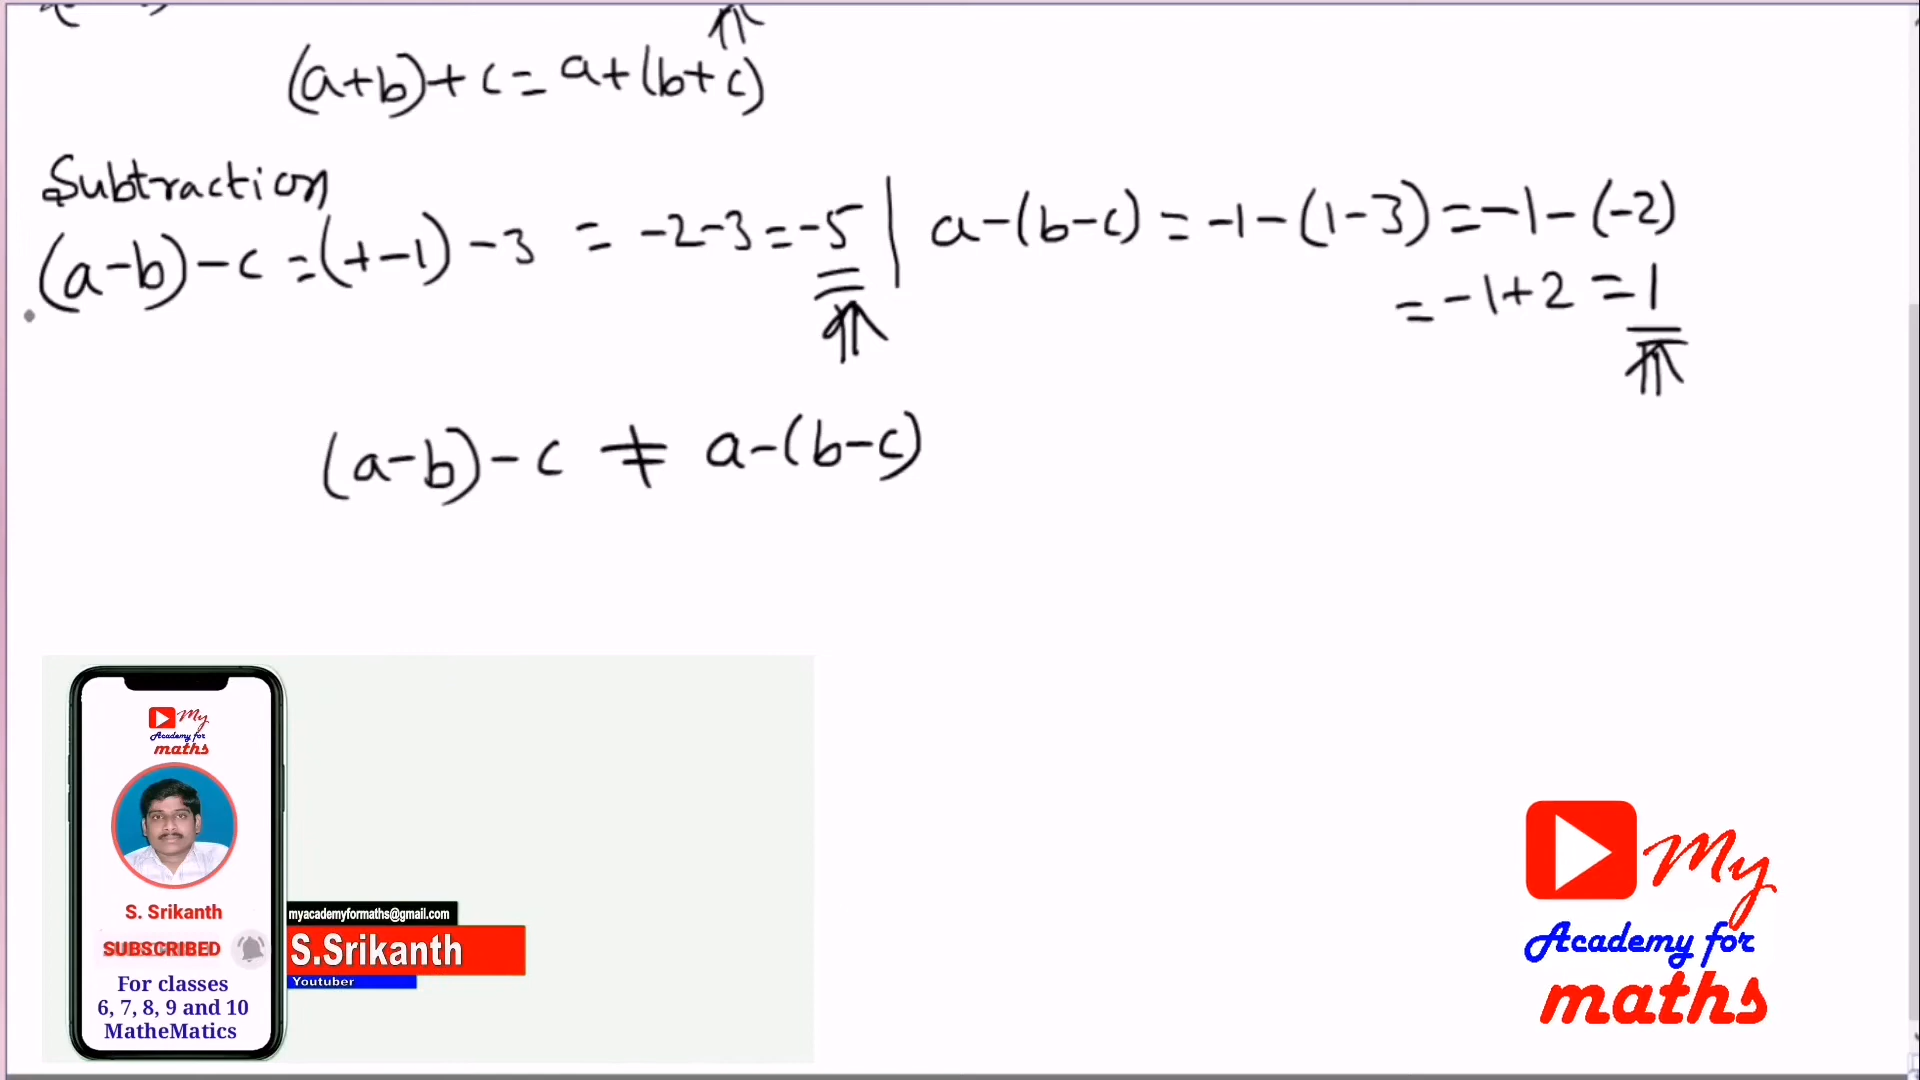 (a+b)+c=a+(b+c)
Subtraction
(a-b)-c=(+-1)-3 = -2-3=-5
a-(b-c) = -1-(1-3)=-1-(-2)
= -1+2 =1
(a-b)-c ≠ a-(b-c)
My
Academy for
maths
S. Srikanth
SUBSCRIBED
For classes
6, 7, 8, 9 and 10
MatheMatics
myacademyformaths@gmail.com
S.Srikanth
Youtuber
My
Academy for
maths